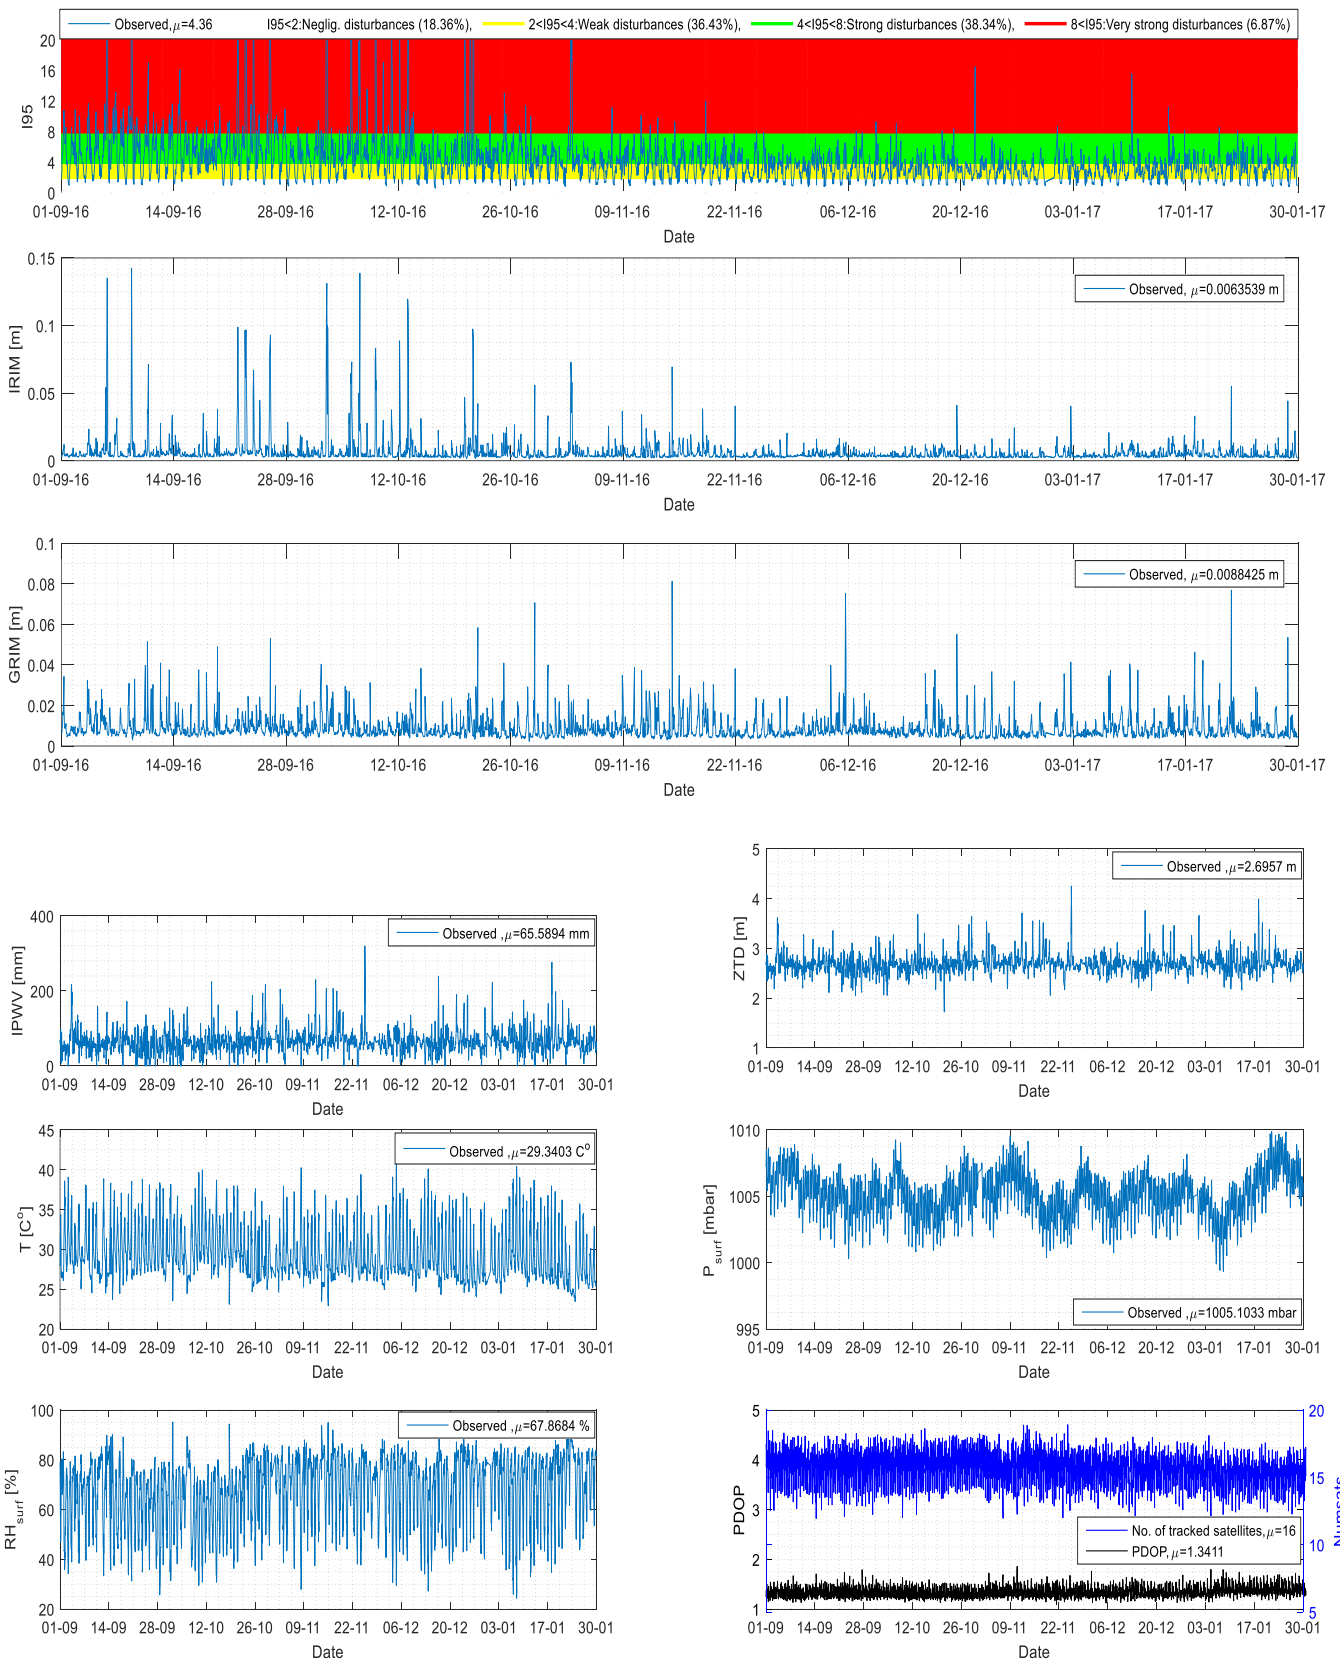 Observed, μ=4.36 I95<2:Neglig. disturbances (18.36%), 2<I95<4:Weak disturbances (36.43%), 4<I95<8:Strong disturbances (38.34%), 8<I95:Very strong disturbances (6.87%)
20
16
12
8
4
0
I95
01-09-16 14-09-16 28-09-16 12-10-16 26-10-16 09-11-16 22-11-16 06-12-16 20-12-16 03-01-17 17-01-17 30-01-17
Date
0.15
0.1
0.05
0
IRIM [m]
Observed, μ=0.0063539 m
01-09-16 14-09-16 28-09-16 12-10-16 26-10-16 09-11-16 22-11-16 06-12-16 20-12-16 03-01-17 17-01-17 30-01-17
Date
0.1
0.08
0.06
0.04
0.02
0
GRIM [m]
Observed, μ=0.0088425 m
01-09-16 14-09-16 28-09-16 12-10-16 26-10-16 09-11-16 22-11-16 06-12-16 20-12-16 03-01-17 17-01-17 30-01-17
Date
400
200
0
IPWV [mm]
Observed ,μ=65.5894 mm
01-09 14-09 28-09 12-10 26-10 09-11 22-11 06-12 20-12 03-01 17-01 30-01
Date
5
4
3
2
1
ZTD [m]
Observed ,μ=2.6957 m
01-09 14-09 28-09 12-10 26-10 09-11 22-11 06-12 20-12 03-01 17-01 30-01
Date
45
40
35
30
25
20
T [C°]
Observed ,μ=29.3403 C°
01-09 14-09 28-09 12-10 26-10 09-11 22-11 06-12 20-12 03-01 17-01 30-01
Date
1010
1005
1000
995
P surf [mbar]
Observed ,μ=1005.1033 mbar
01-09 14-09 28-09 12-10 26-10 09-11 22-11 06-12 20-12 03-01 17-01 30-01
Date
100
80
60
40
20
RH surf [%]
Observed ,μ=67.8684 %
01-09 14-09 28-09 12-10 26-10 09-11 22-11 06-12 20-12 03-01 17-01 30-01
Date
5
4
3
2
1
PDOP
20
15
10
5
Numsats
No. of tracked satellites,μ=16
PDOP,μ=1.3411
01-09 14-09 28-09 12-10 26-10 09-11 22-11 06-12 20-12 03-01 17-01 30-01
Date